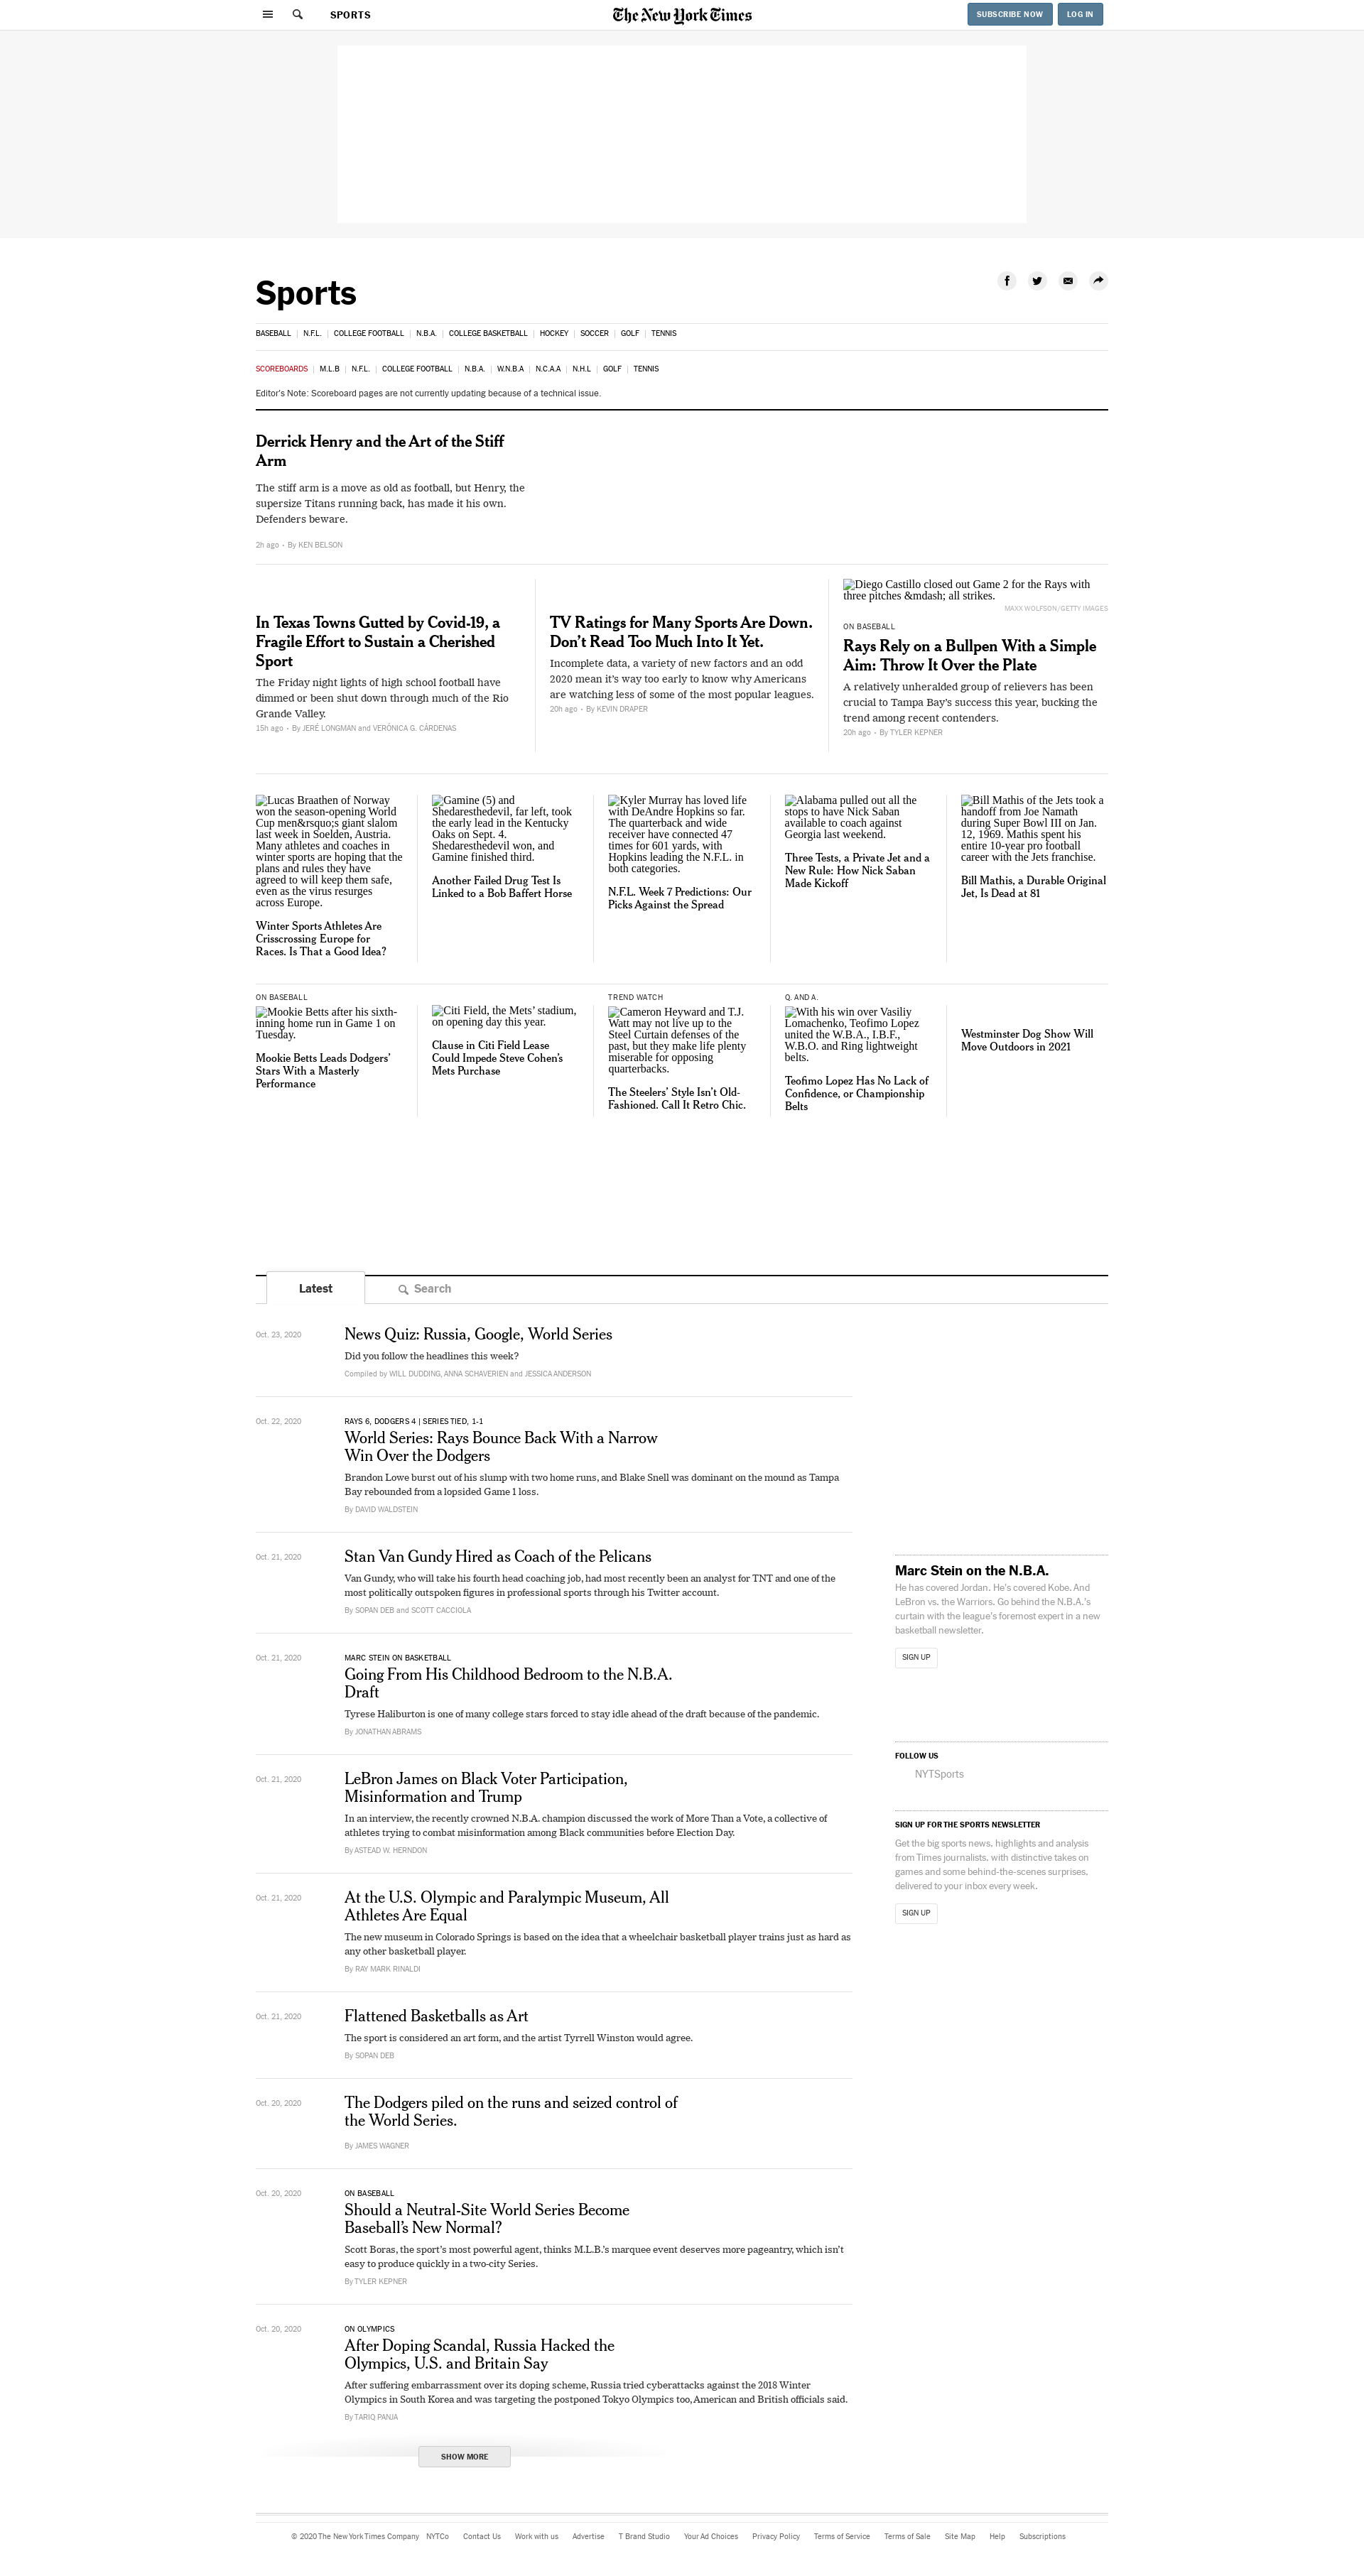 SPORTS
The New York Times
SUBSCRIBE NOW
LOG IN
Sports
BASEBALL | N.F.L. | COLLEGE FOOTBALL | N.B.A. | COLLEGE BASKETBALL | HOCKEY | SOCCER | GOLF | TENNIS
SCOREBOARDS | M.L.B | N.F.L. | COLLEGE FOOTBALL | N.B.A. | W.N.B.A | N.C.A.A | N.H.L | GOLF | TENNIS
Editor's Note: Scoreboard pages are not currently updating because of a technical issue.
Derrick Henry and the Art of the Stiff
Arm
The stiff arm is a move as old as football, but Henry, the
supersize Titans running back, has made it his own.
Defenders beware.
2h ago • By KEN BELSON
In Texas Towns Gutted by Covid-19, a
Fragile Effort to Sustain a Cherished
Sport
The Friday night lights of high school football have
dimmed or been shut down through much of the Rio
Grande Valley.
15h ago • By JERÉ LONGMAN and VERÓNICA G. CÁRDENAS
TV Ratings for Many Sports Are Down.
Don’t Read Too Much Into It Yet.
Incomplete data, a variety of new factors and an odd
2020 mean it’s way too early to know why Americans
are watching less of some of the most popular leagues.
20h ago • By KEVIN DRAPER
Diego Castillo closed out Game 2 for the Rays with
three pitches &mdash; all strikes.
MAXX WOLFSON/GETTY IMAGES
ON BASEBALL
Rays Rely on a Bullpen With a Simple
Aim: Throw It Over the Plate
A relatively unheralded group of relievers has been
crucial to Tampa Bay’s success this year, bucking the
trend among recent contenders.
20h ago • By TYLER KEPNER
Lucas Braathen of Norway
won the season-opening World
Cup men&rsquo;s giant slalom
last week in Soelden, Austria.
Many athletes and coaches in
winter sports are hoping that the
plans and rules they have
agreed to will keep them safe,
even as the virus resurges
across Europe.
Winter Sports Athletes Are
Crisscrossing Europe for
Races. Is That a Good Idea?
Gamine (5) and
Shedaresthedevil, far left, took
the early lead in the Kentucky
Oaks on Sept. 4.
Shedaresthedevil won, and
Gamine finished third.
Another Failed Drug Test Is
Linked to a Bob Baffert Horse
Kyler Murray has loved life
with DeAndre Hopkins so far.
The quarterback and wide
receiver have connected 47
times for 601 yards, with
Hopkins leading the N.F.L. in
both categories.
N.F.L. Week 7 Predictions: Our
Picks Against the Spread
Alabama pulled out all the
stops to have Nick Saban
available to coach against
Georgia last weekend.
Three Tests, a Private Jet and a
New Rule: How Nick Saban
Made Kickoff
Bill Mathis of the Jets took a
handoff from Joe Namath
during Super Bowl III on Jan.
12, 1969. Mathis spent his
entire 10-year pro football
career with the Jets franchise.
Bill Mathis, a Durable Original
Jet, Is Dead at 81
ON BASEBALL
Mookie Betts after his sixth-
inning home run in Game 1 on
Tuesday.
Mookie Betts Leads Dodgers’
Stars With a Masterly
Performance
Citi Field, the Mets’ stadium,
on opening day this year.
Clause in Citi Field Lease
Could Impede Steve Cohen’s
Mets Purchase
TREND WATCH
Cameron Heyward and T.J.
Watt may not live up to the
Steel Curtain defenses of the
past, but they make life plenty
miserable for opposing
quarterbacks.
The Steelers’ Style Isn’t Old-
Fashioned. Call It Retro Chic.
Q. AND A.
With his win over Vasiliy
Lomachenko, Teofimo Lopez
united the W.B.A., I.B.F.,
W.B.O. and Ring lightweight
belts.
Teofimo Lopez Has No Lack of
Confidence, or Championship
Belts
Westminster Dog Show Will
Move Outdoors in 2021
Latest
Search
Oct. 23, 2020
News Quiz: Russia, Google, World Series
Did you follow the headlines this week?
Compiled by WILL DUDDING, ANNA SCHAVERIEN and JESSICA ANDERSON
Oct. 22, 2020
RAYS 6, DODGERS 4 | SERIES TIED, 1-1
World Series: Rays Bounce Back With a Narrow
Win Over the Dodgers
Brandon Lowe burst out of his slump with two home runs, and Blake Snell was dominant on the mound as Tampa
Bay rebounded from a lopsided Game 1 loss.
By DAVID WALDSTEIN
Oct. 21, 2020
Stan Van Gundy Hired as Coach of the Pelicans
Van Gundy, who will take his fourth head coaching job, had most recently been an analyst for TNT and one of the
most politically outspoken figures in professional sports through his Twitter account.
By SOPAN DEB and SCOTT CACCIOLA
Oct. 21, 2020
MARC STEIN ON BASKETBALL
Going From His Childhood Bedroom to the N.B.A.
Draft
Tyrese Haliburton is one of many college stars forced to stay idle ahead of the draft because of the pandemic.
By JONATHAN ABRAMS
Oct. 21, 2020
LeBron James on Black Voter Participation,
Misinformation and Trump
In an interview, the recently crowned N.B.A. champion discussed the work of More Than a Vote, a collective of
athletes trying to combat misinformation among Black communities before Election Day.
By ASTEAD W. HERNDON
Oct. 21, 2020
At the U.S. Olympic and Paralympic Museum, All
Athletes Are Equal
The new museum in Colorado Springs is based on the idea that a wheelchair basketball player trains just as hard as
any other basketball player.
By RAY MARK RINALDI
Oct. 21, 2020
Flattened Basketballs as Art
The sport is considered an art form, and the artist Tyrrell Winston would agree.
By SOPAN DEB
Oct. 20, 2020
The Dodgers piled on the runs and seized control of
the World Series.
By JAMES WAGNER
Oct. 20, 2020
ON BASEBALL
Should a Neutral-Site World Series Become
Baseball’s New Normal?
Scott Boras, the sport’s most powerful agent, thinks M.L.B.’s marquee event deserves more pageantry, which isn’t
easy to produce quickly in a two-city Series.
By TYLER KEPNER
Oct. 20, 2020
ON OLYMPICS
After Doping Scandal, Russia Hacked the
Olympics, U.S. and Britain Say
After suffering embarrassment over its doping scheme, Russia tried cyberattacks against the 2018 Winter
Olympics in South Korea and was targeting the postponed Tokyo Olympics too, American and British officials said.
By TARIQ PANJA
SHOW MORE
Marc Stein on the N.B.A.
He has covered Jordan. He's covered Kobe. And
LeBron vs. the Warriors. Go behind the N.B.A.'s
curtain with the league's foremost expert in a new
basketball newsletter.
SIGN UP
FOLLOW US
NYTSports
SIGN UP FOR THE SPORTS NEWSLETTER
Get the big sports news, highlights and analysis
from Times journalists, with distinctive takes on
games and some behind-the-scenes surprises,
delivered to your inbox every week.
SIGN UP
© 2020 The New York Times Company NYTCo Contact Us Work with us Advertise T Brand Studio Your Ad Choices Privacy Policy Terms of Service Terms of Sale Site Map Help Subscriptions